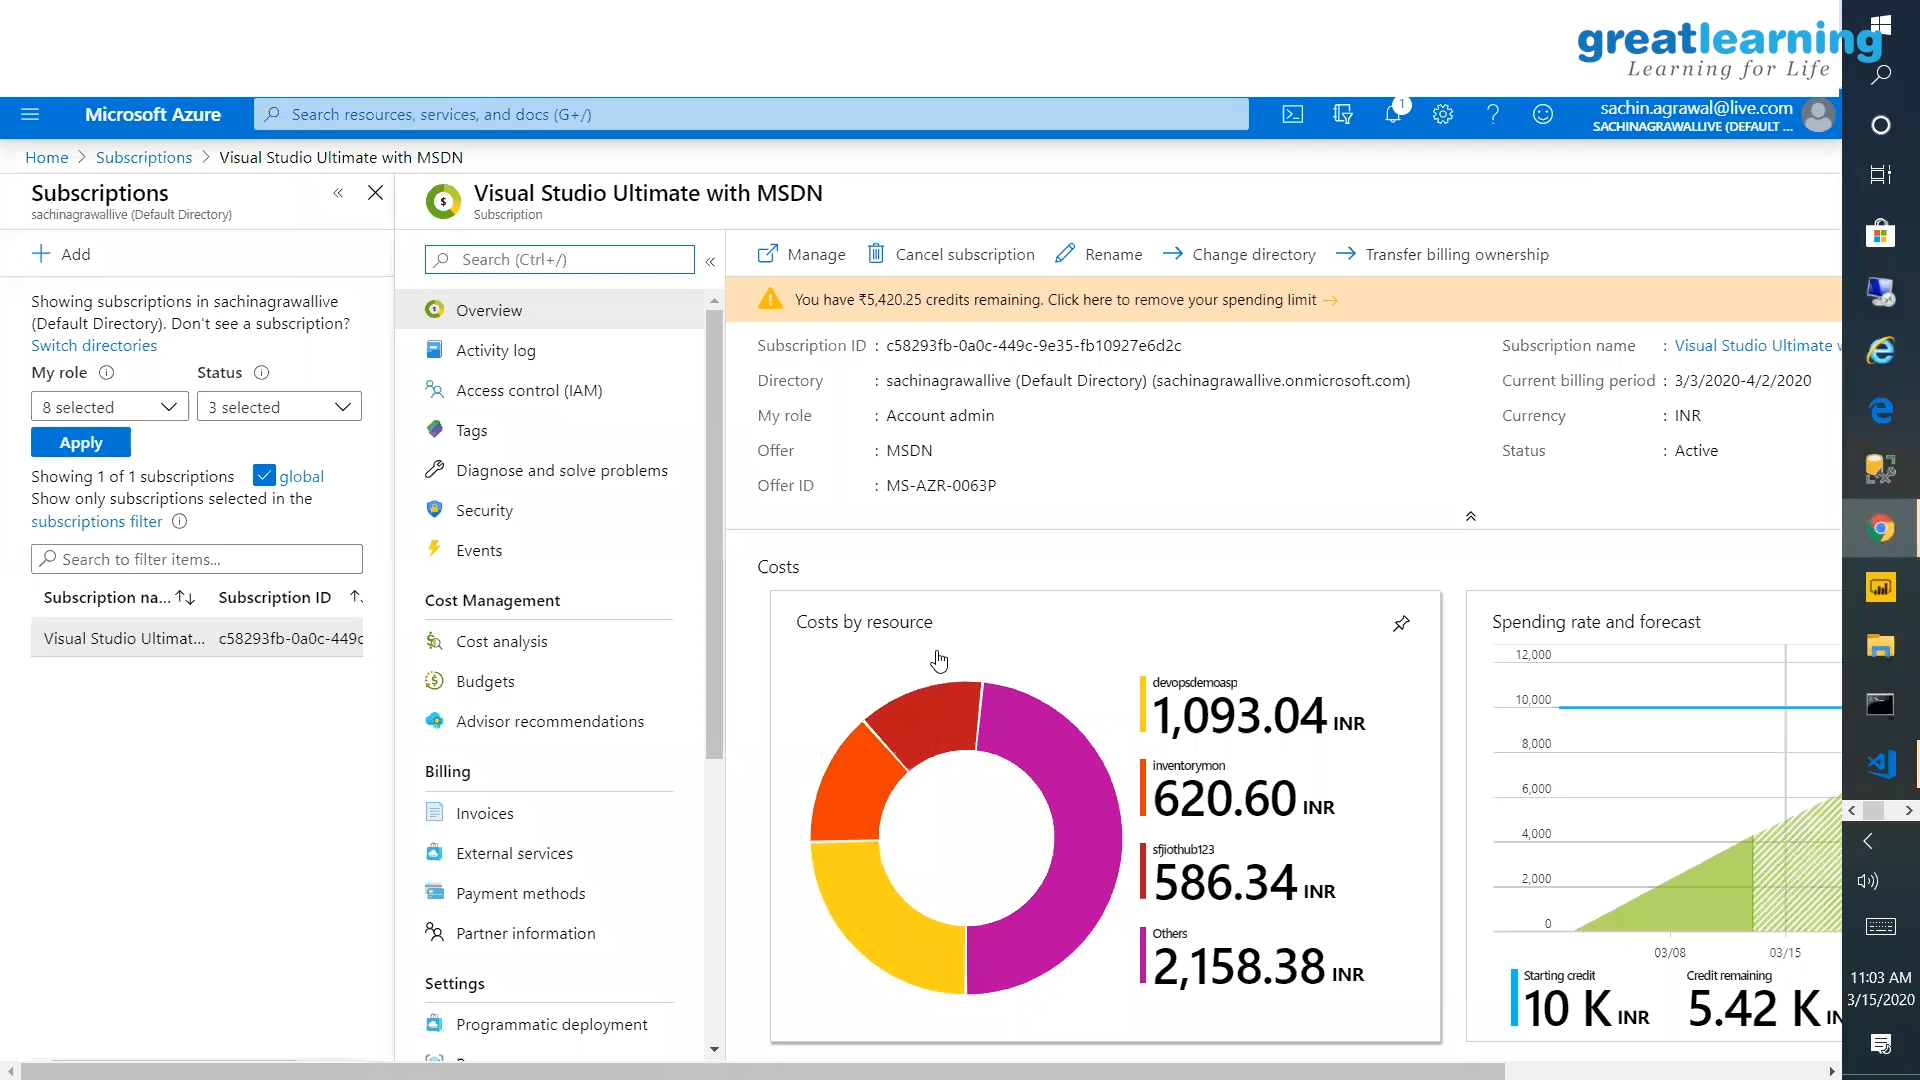 greatlearning
Learning for Life
Microsoft Azure
Search resources, services, and docs (G+/)
1
sachin.agrawal@live.com
SACHINAGRAWALLIVE (DEFAULT ...
Home > Subscriptions > Visual Studio Ultimate with MSDN
Subscriptions
sachinagrawallive (Default Directory)
Add
Showing subscriptions in sachinagrawallive
(Default Directory). Don't see a subscription?
Switch directories
My role
Status
8 selected
3 selected
Apply
Showing 1 of 1 subscriptions
global
Show only subscriptions selected in the
subscriptions filter
Search to filter items...
Subscription na...
Subscription ID
Visual Studio Ultimat...
c58293fb-0a0c-449c
Visual Studio Ultimate with MSDN
Subscription
Search (Ctrl+/)
Overview
Activity log
Access control (IAM)
Tags
Diagnose and solve problems
Security
Events
Cost Management
Cost analysis
Budgets
Advisor recommendations
Billing
Invoices
External services
Payment methods
Partner information
Settings
Programmatic deployment
Manage
Cancel subscription
Rename
Change directory
Transfer billing ownership
You have ₹5,420.25 credits remaining. Click here to remove your spending limit →
Subscription ID : c58293fb-0a0c-449c-9e35-fb10927e6d2c
Directory : sachinagrawallive (Default Directory) (sachinagrawallive.onmicrosoft.com)
My role : Account admin
Offer : MSDN
Offer ID : MS-AZR-0063P
Subscription name : Visual Studio Ultimate
Current billing period : 3/3/2020-4/2/2020
Currency : INR
Status : Active
Costs
Costs by resource
devopsdemoasp
1,093.04 INR
inventorymon
620.60 INR
sfjiothub123
586.34 INR
Others
2,158.38 INR
Spending rate and forecast
12,000
10,000
8,000
6,000
4,000
2,000
0
03/08
03/15
Starting credit
10 K INR
Credit remaining
5.42 K
11:03 AM
3/15/2020